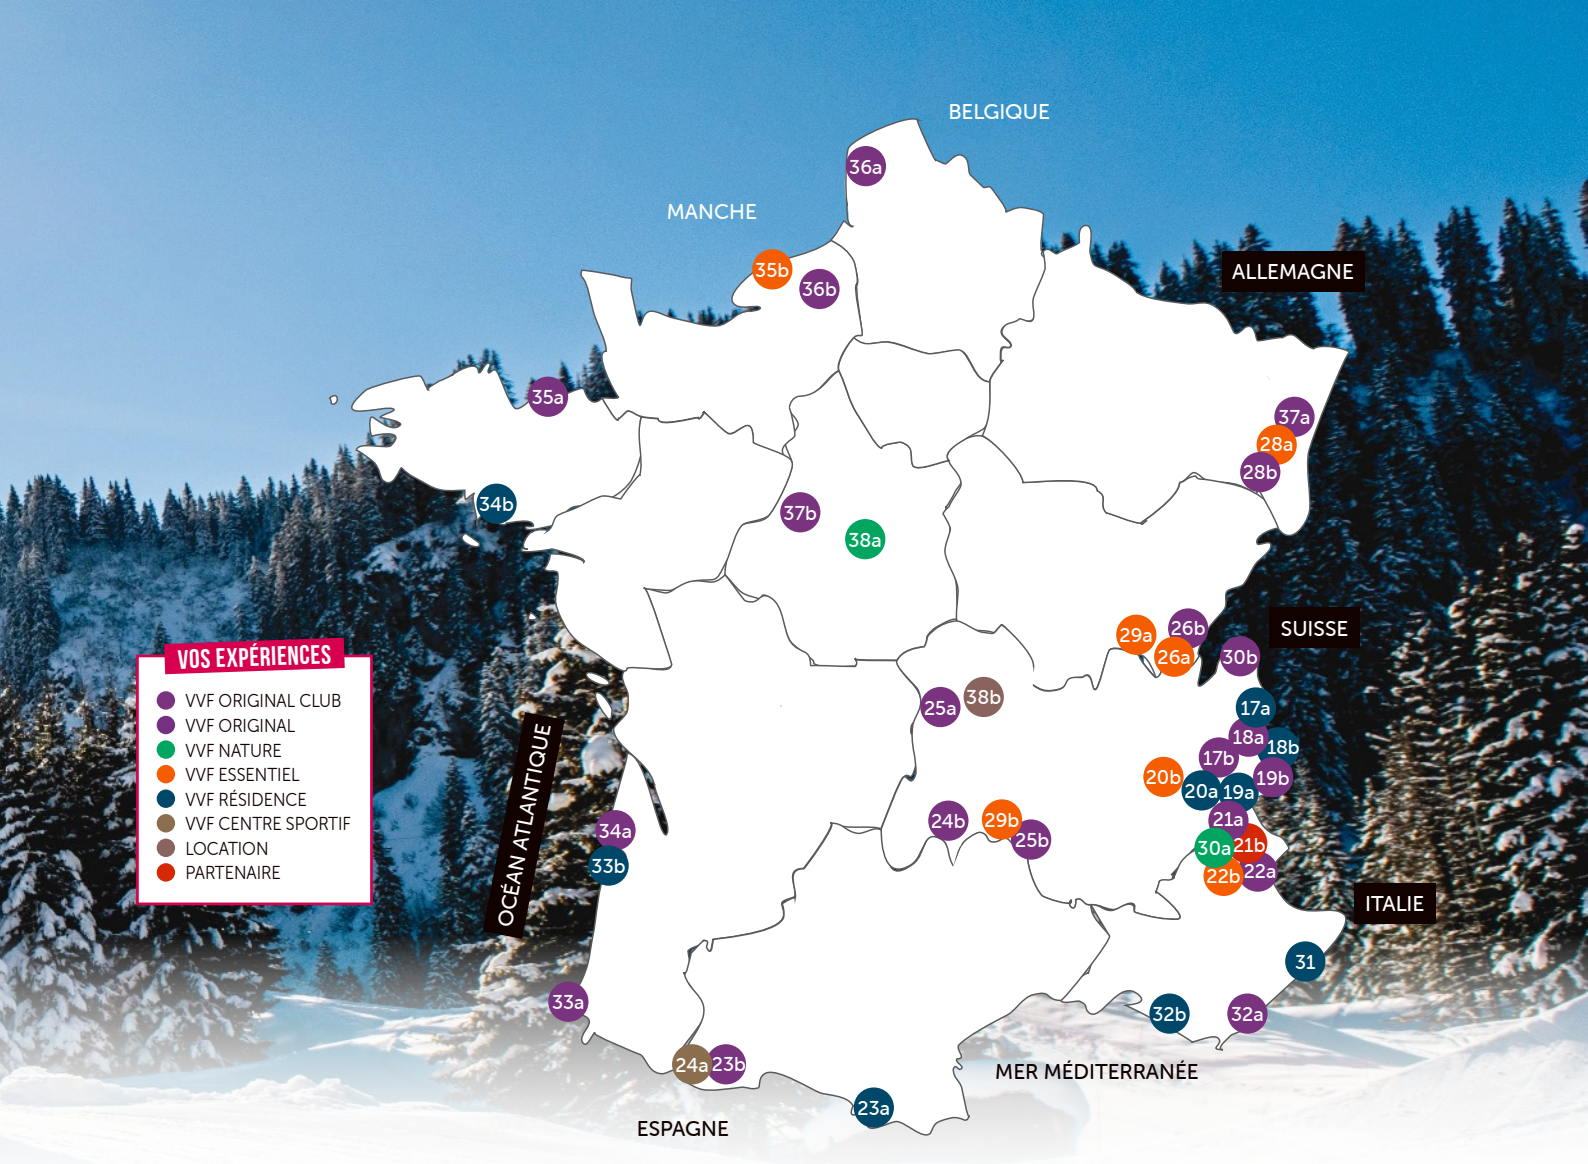 BELGIQUE
36a
MANCHE
35b
36b
ALLEMAGNE
35a
37a
28a
28b
34b
37b
38a
29a
26b
26a
30b
SUISSE
VOS EXPÉRIENCES
VVF ORIGINAL CLUB
VVF ORIGINAL
VVF NATURE
VVF ESSENTIEL
VVF RÉSIDENCE
VVF CENTRE SPORTIF
LOCATION
PARTENAIRE
OCÉAN ATLANTIQUE
25a
38b
17a
18a
18b
17b
20b
19b
20a
19a
21a
24b
29b
25b
34a
33b
30a
21b
22b
22a
ITALIE
31
33a
32b
32a
24a
23b
MER MÉDITERRANÉE
23a
ESPAGNE